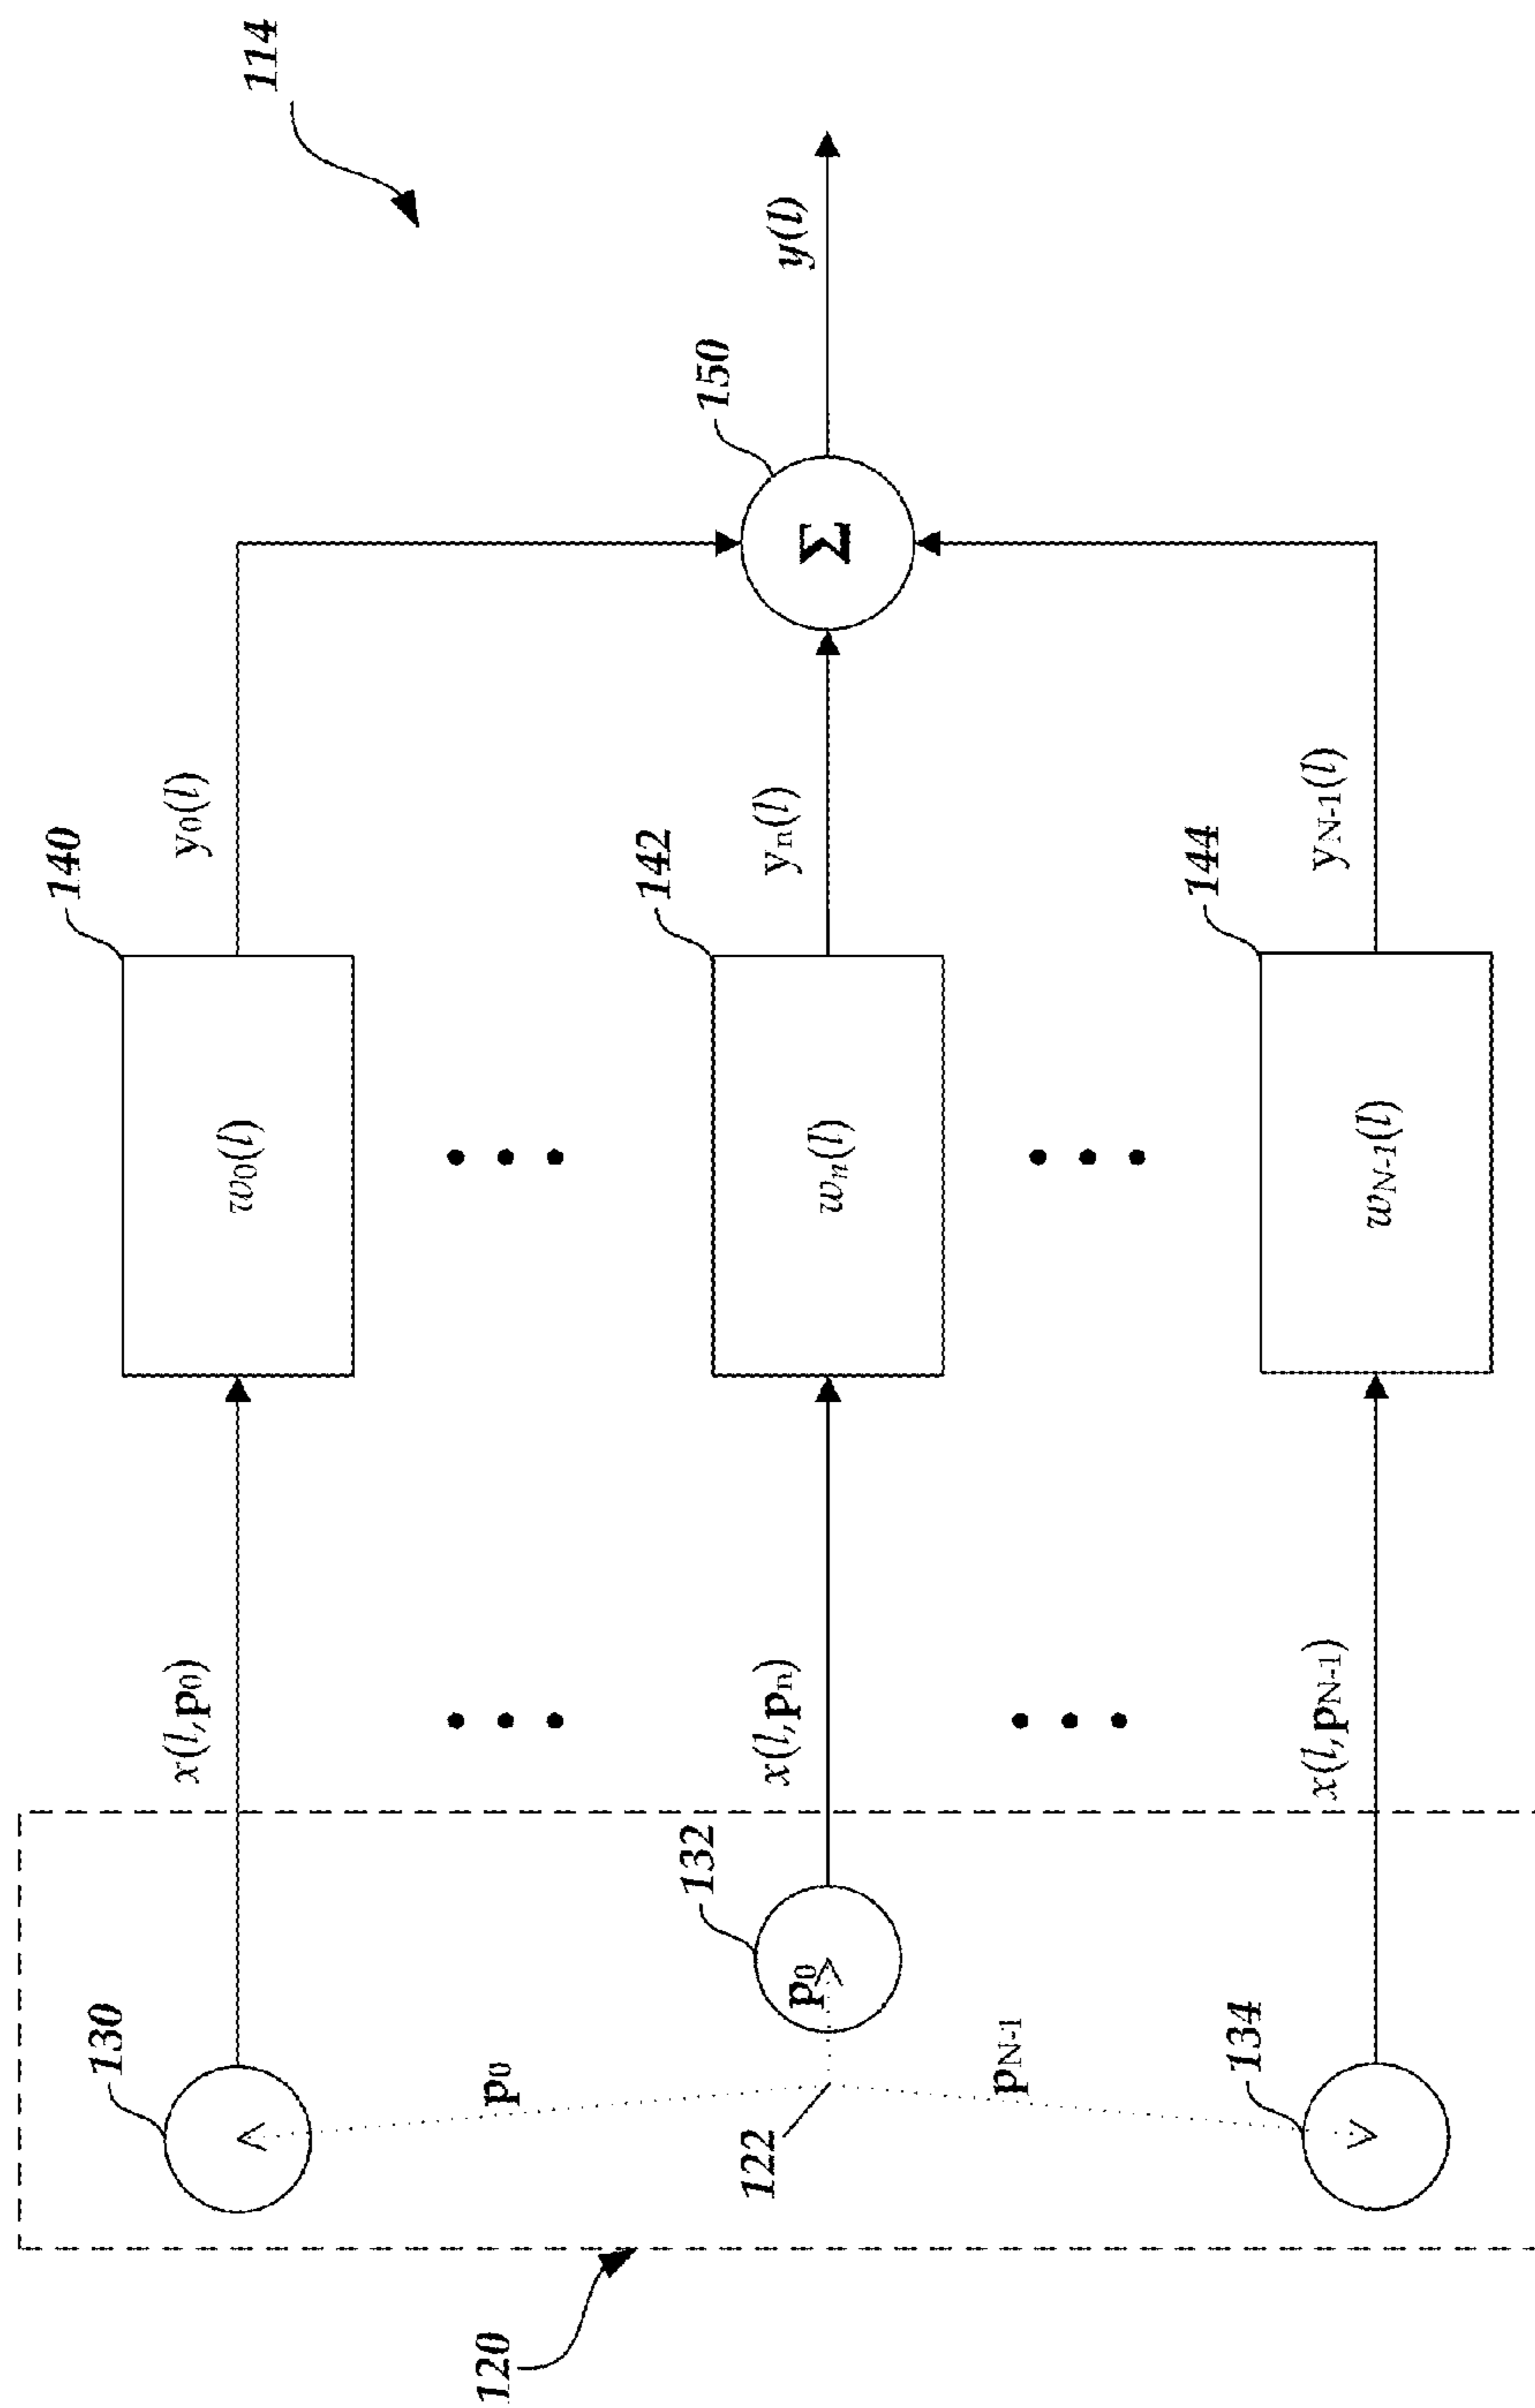 114
120
122
130
p0
132
p0
pN-1
134
x(l,p0)
x(l,pn)
x(l,pN-1)
140
w0(l)
142
wn(l)
144
wN-1(l)
y0(l)
yn(l)
yN-1(l)
150
Σ
y(l)